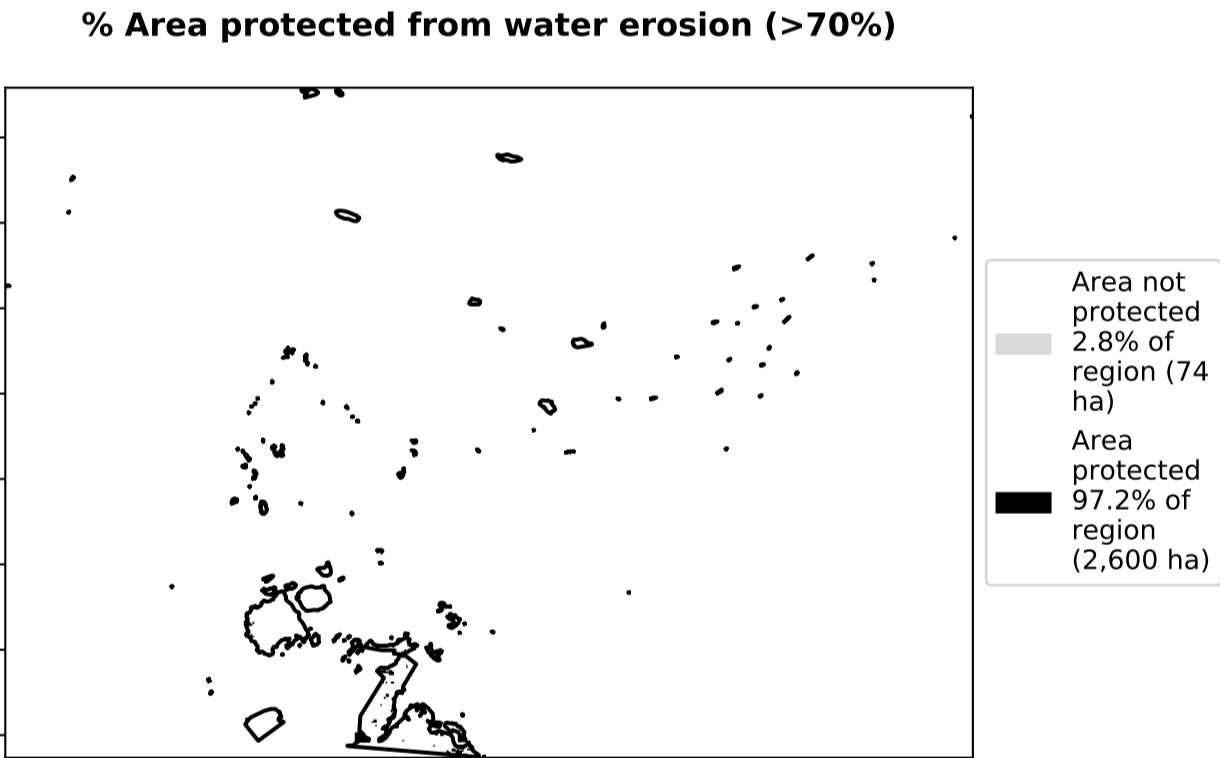 % Area protected from water erosion (>70%)
Area not
protected
2.8% of
region (74
ha)
Area
protected
97.2% of
region
(2,600 ha)